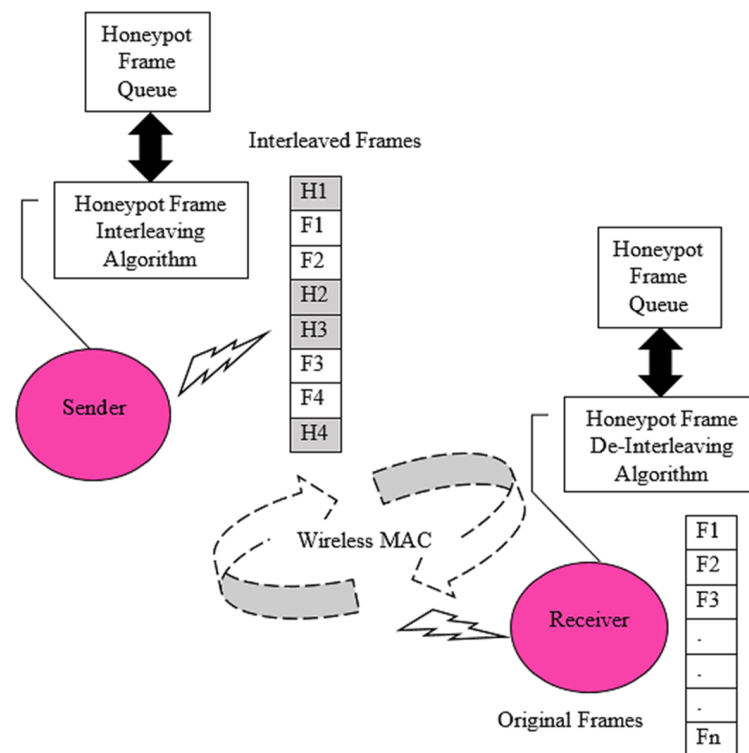 Honeypot
Frame
Queue
Interleaved Frames
Honeypot Frame
Interleaving
Algorithm
H1
F1
F2
H2
H3
F3
F4
H4
Sender
Honeypot
Frame
Queue
Honeypot Frame
De-Interleaving
Algorithm
Wireless MAC
Receiver
F1
F2
F3
.
.
.
Fn
Original Frames